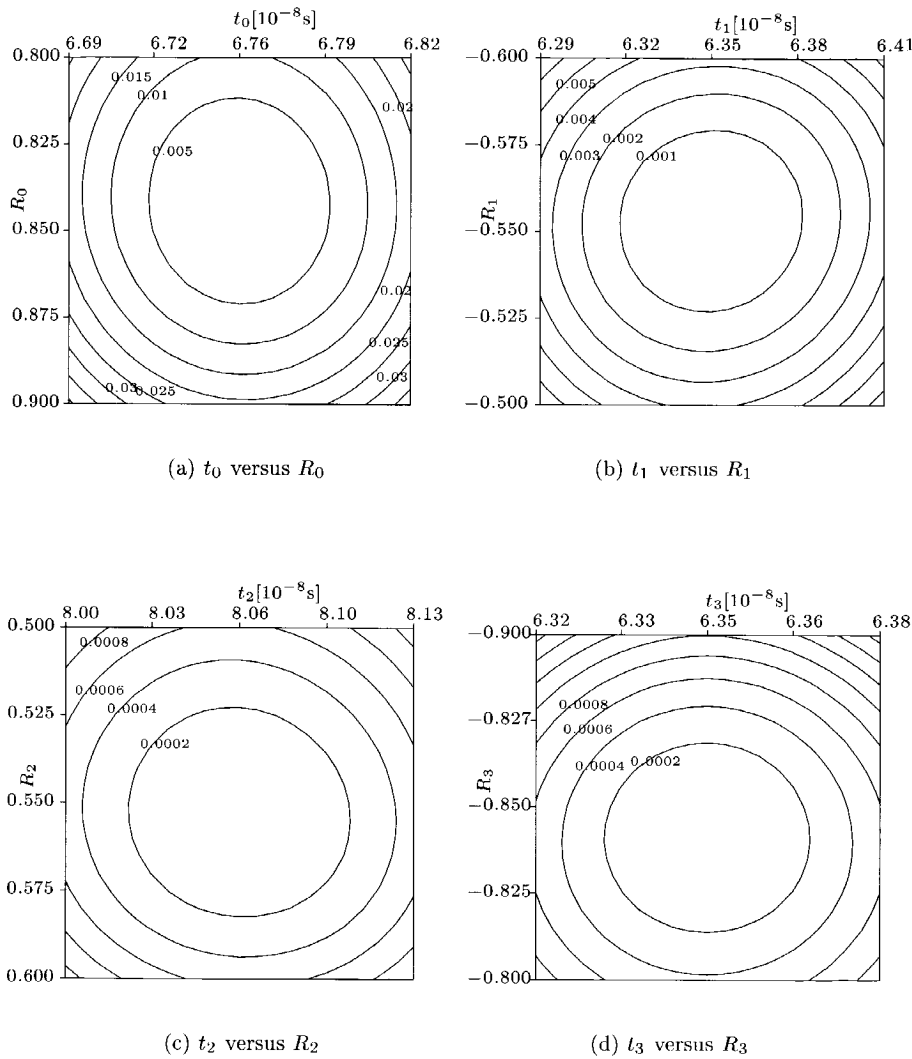 t₀[10⁻⁸s]
6.69 6.72 6.76 6.79 6.82
0.800
0.825
0.850
0.875
0.900
R₀
0.015
0.01
0.005
0.02
0.02
0.025
0.03
0.03
0.025
(a) t₀ versus R₀
t₁[10⁻⁸s]
6.29 6.32 6.35 6.38 6.41
−0.600
−0.575
−0.550
−0.525
−0.500
R₁
0.005
0.004
0.003
0.002
0.001
(b) t₁ versus R₁
t₂[10⁻⁸s]
8.00 8.03 8.06 8.10 8.13
0.500
0.525
0.550
0.575
0.600
R₂
0.0008
0.0006
0.0004
0.0002
(c) t₂ versus R₂
t₃[10⁻⁸s]
6.32 6.33 6.35 6.36 6.38
−0.900
−0.827
−0.850
−0.825
−0.800
R₃
0.0008
0.0006
0.0004
0.0002
(d) t₃ versus R₃